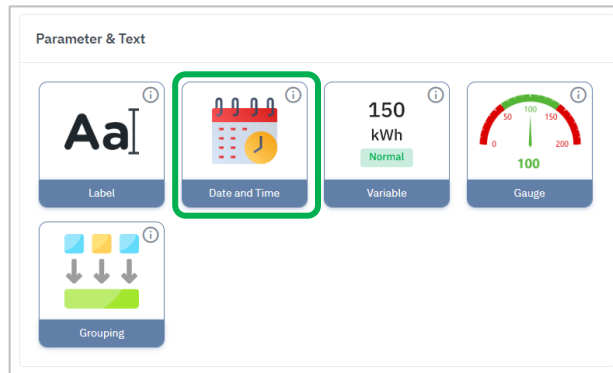 Parameter & Text
Aa
Label
Date and Time
150
kWh
Normal
Variable
0
50
100
150
200
100
Gauge
Grouping